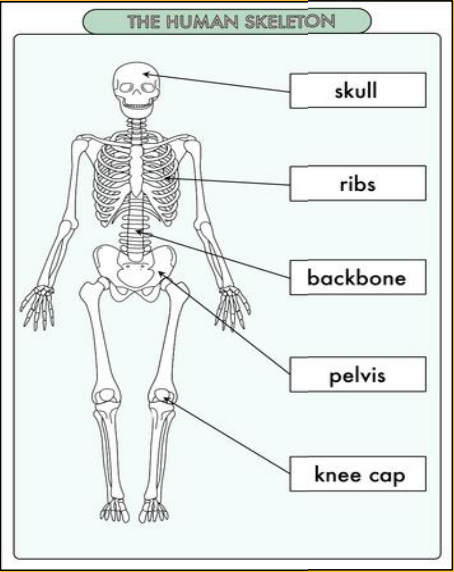 THE HUMAN SKELETON
skull
ribs
backbone
pelvis
knee cap